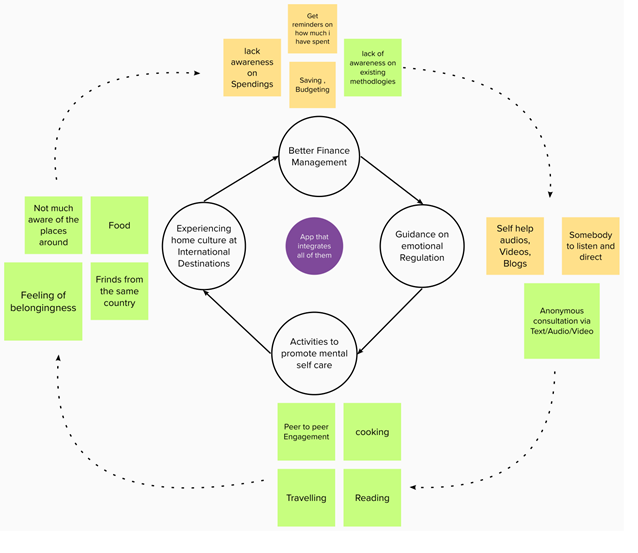 Get
reminders on
how much i
have spent
lack
awareness
on
Spendings
Saving ,
Budgeting
lack of
awareness on
existing
methodlogies
Better Finance
Management
Not much
aware of the
places
around
Food
Feeling of
belongingness
Frinds from
the same
country
Experiencing
home culture at
International
Destinations
App that
integrates
all of them
Guidance on
emotional
Regulation
Self help
audios,
Videos,
Blogs
Somebody
to listen and
direct
Anonymous
consultation via
Text/Audio/Video
Activities to
promote mental
self care
Peer to peer
Engagement
cooking
Travelling
Reading